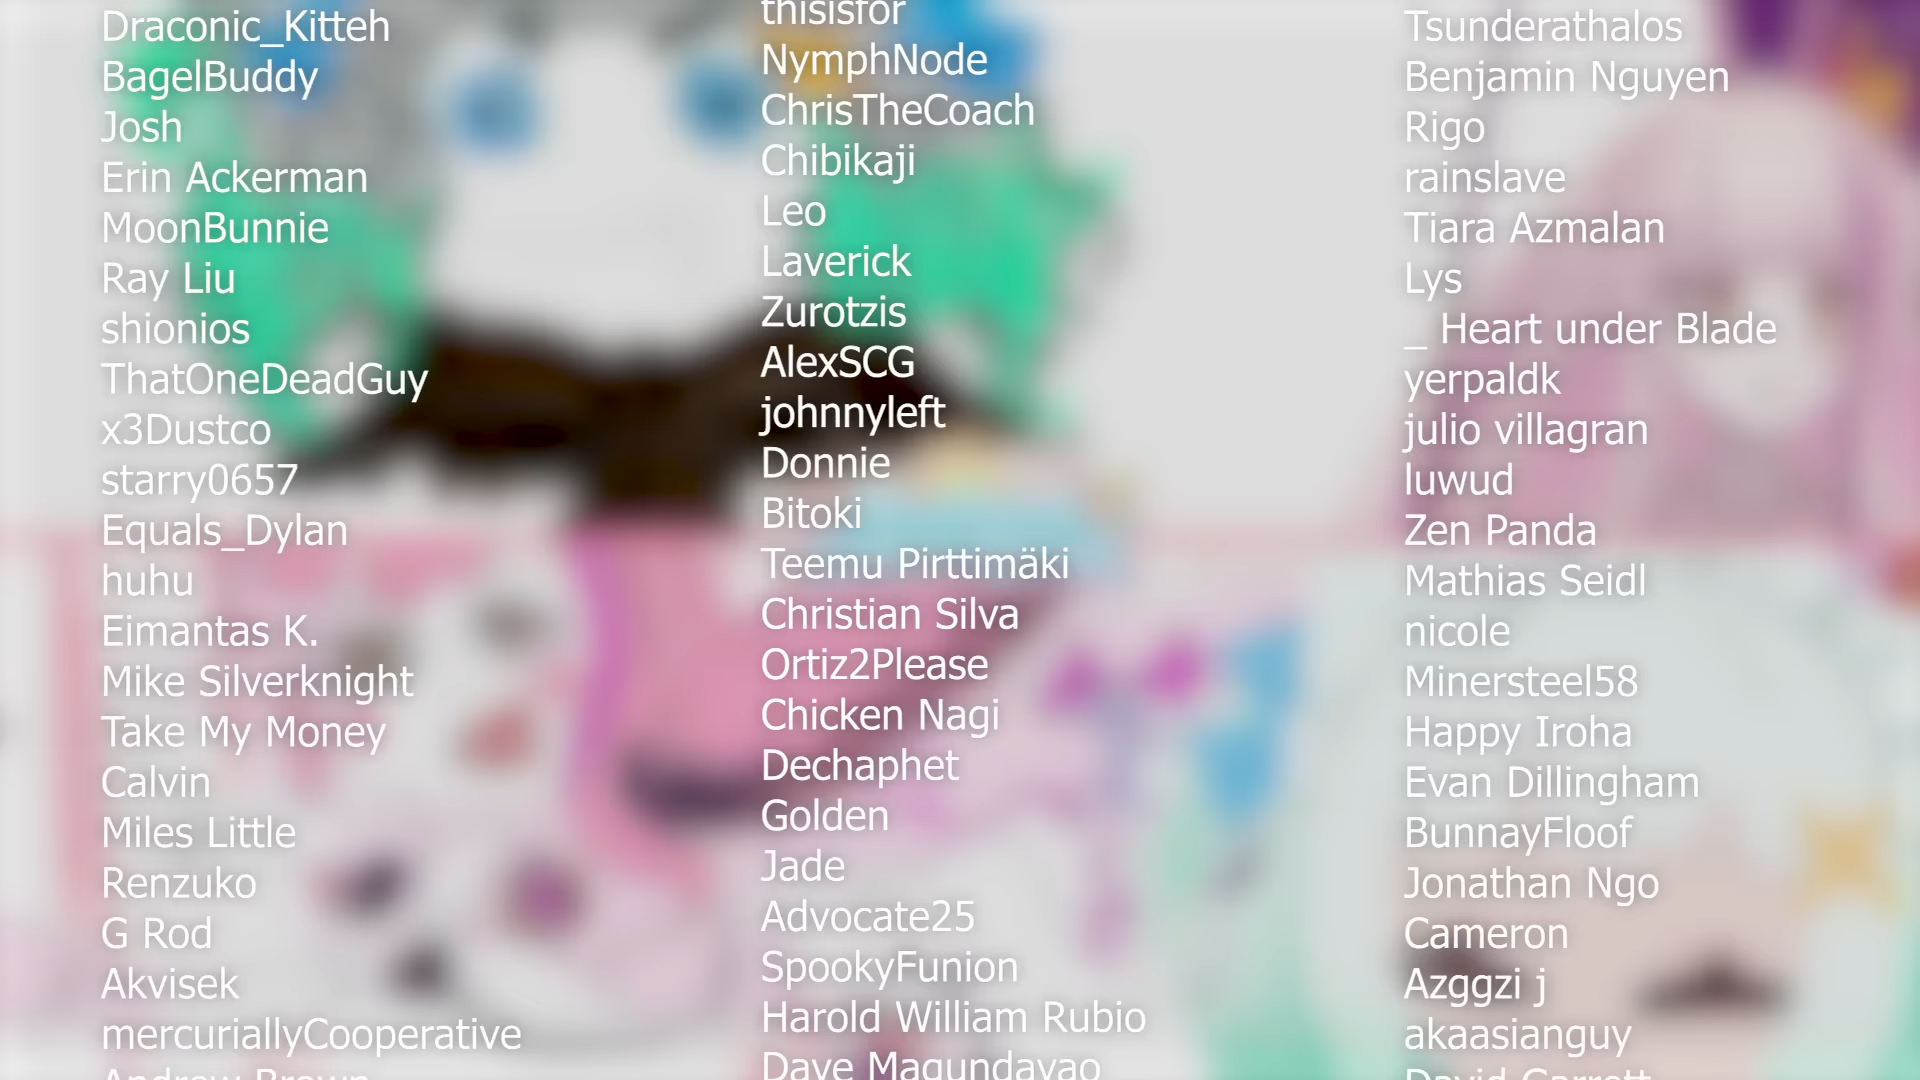 Draconic_Kitteh
BagelBuddy
Josh
Erin Ackerman
MoonBunnie
Ray Liu
shionios
ThatOneDeadGuy
x3Dustco
starry0657
Equals_Dylan
huhu
Eimantas K.
Mike Silverknight
Take My Money
Calvin
Miles Little
Renzuko
G Rod
Akvisek
mercuriallyCooperative
Andrew Brown
thisisfor
NymphNode
ChrisTheCoach
Chibikaji
Leo
Laverick
Zurotzis
AlexSCG
johnnyleft
Donnie
Bitoki
Teemu Pirttimäki
Christian Silva
Ortiz2Please
Chicken Nagi
Dechaphet
Golden
Jade
Advocate25
SpookyFunion
Harold William Rubio
Dave Magundayao
Tsunderathalos
Benjamin Nguyen
Rigo
rainslave
Tiara Azmalan
Lys
_ Heart under Blade
yerpaldk
julio villagran
luwud
Zen Panda
Mathias Seidl
nicole
Minersteel58
Happy Iroha
Evan Dillingham
BunnayFloof
Jonathan Ngo
Cameron
Azggzi j
akaasianguy
David Garrett